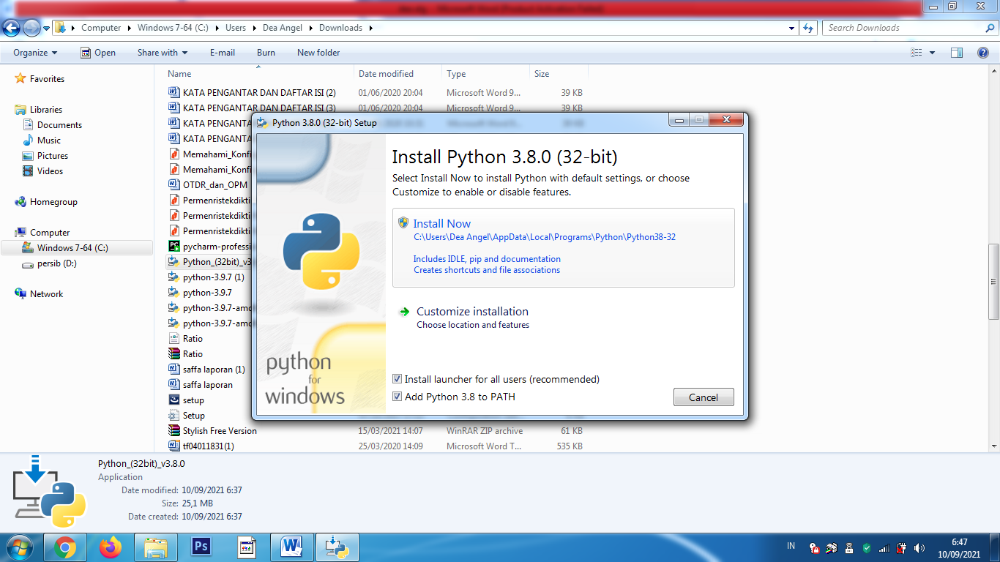 Computer Windows 7-64 (C:) Users Dea Angel Downloads
Search Downloads
Organize Open Share with E-mail Burn New folder
Name Date modified Type Size
Favorites
Libraries
Documents
Music
Pictures
Videos
Homegroup
Computer
Windows 7-64 (C:)
persib (D:)
Network
KATA PENGANTAR DAN DAFTAR ISI (2) 01/06/2020 20:04 Microsoft Word 9... 39 KB
KATA PENGANTAR DAN DAFTAR ISI (3) 01/06/2020 20:04 Microsoft Word 9... 39 KB
KATA PENGANTA
KATA PENGANTA
Memahami_Konfi
Memahami_Konfi
OTDR_dan_OPM
Permenristekdikti
Permenristekdikti
Permenristekdikti
pycharm-professi
Python_(32bit)_v3
python-3.9.7 (1)
python-3.9.7
python-3.9.7-amd
python-3.9.7-amd
Ratio
Ratio
saffa laporan (1)
saffa laporan
setup
Setup
Stylish Free Version 15/03/2021 14:07 WinRAR ZIP archive 61 KB
tf04011831(1) 25/03/2020 14:09 Microsoft Word T... 535 KB
Python 3.8.0 (32-bit) Setup
Install Python 3.8.0 (32-bit)
Select Install Now to install Python with default settings, or choose
Customize to enable or disable features.
Install Now
C:\Users\Dea Angel\AppData\Local\Programs\Python\Python38-32
Includes IDLE, pip and documentation
Creates shortcuts and file associations
Customize installation
Choose location and features
Install launcher for all users (recommended)
Add Python 3.8 to PATH
Cancel
python
for
windows
Python_(32bit)_v3.8.0
Application
Date modified: 10/09/2021 6:37
Size: 25,1 MB
Date created: 10/09/2021 6:37
Ps
IN
6:47
10/09/2021